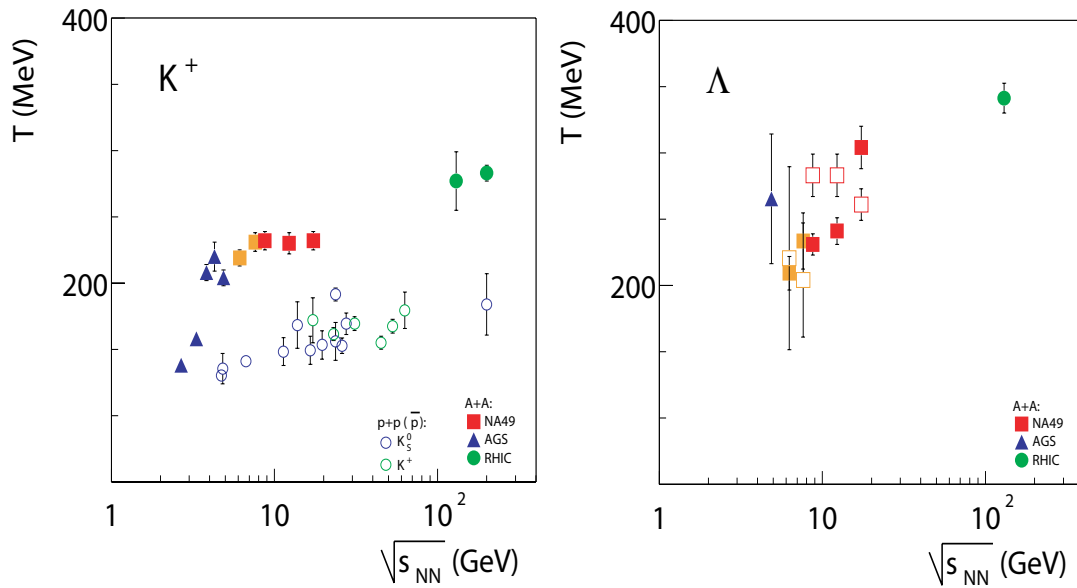 400
T (MeV)
K +
200
p+p ( p̄ ):
K⁰S
K⁺
A+A:
NA49
AGS
RHIC
1
10
10²
√sNN (GeV)
400
T (MeV)
Λ
200
A+A:
NA49
AGS
RHIC
1
10
10²
√sNN (GeV)